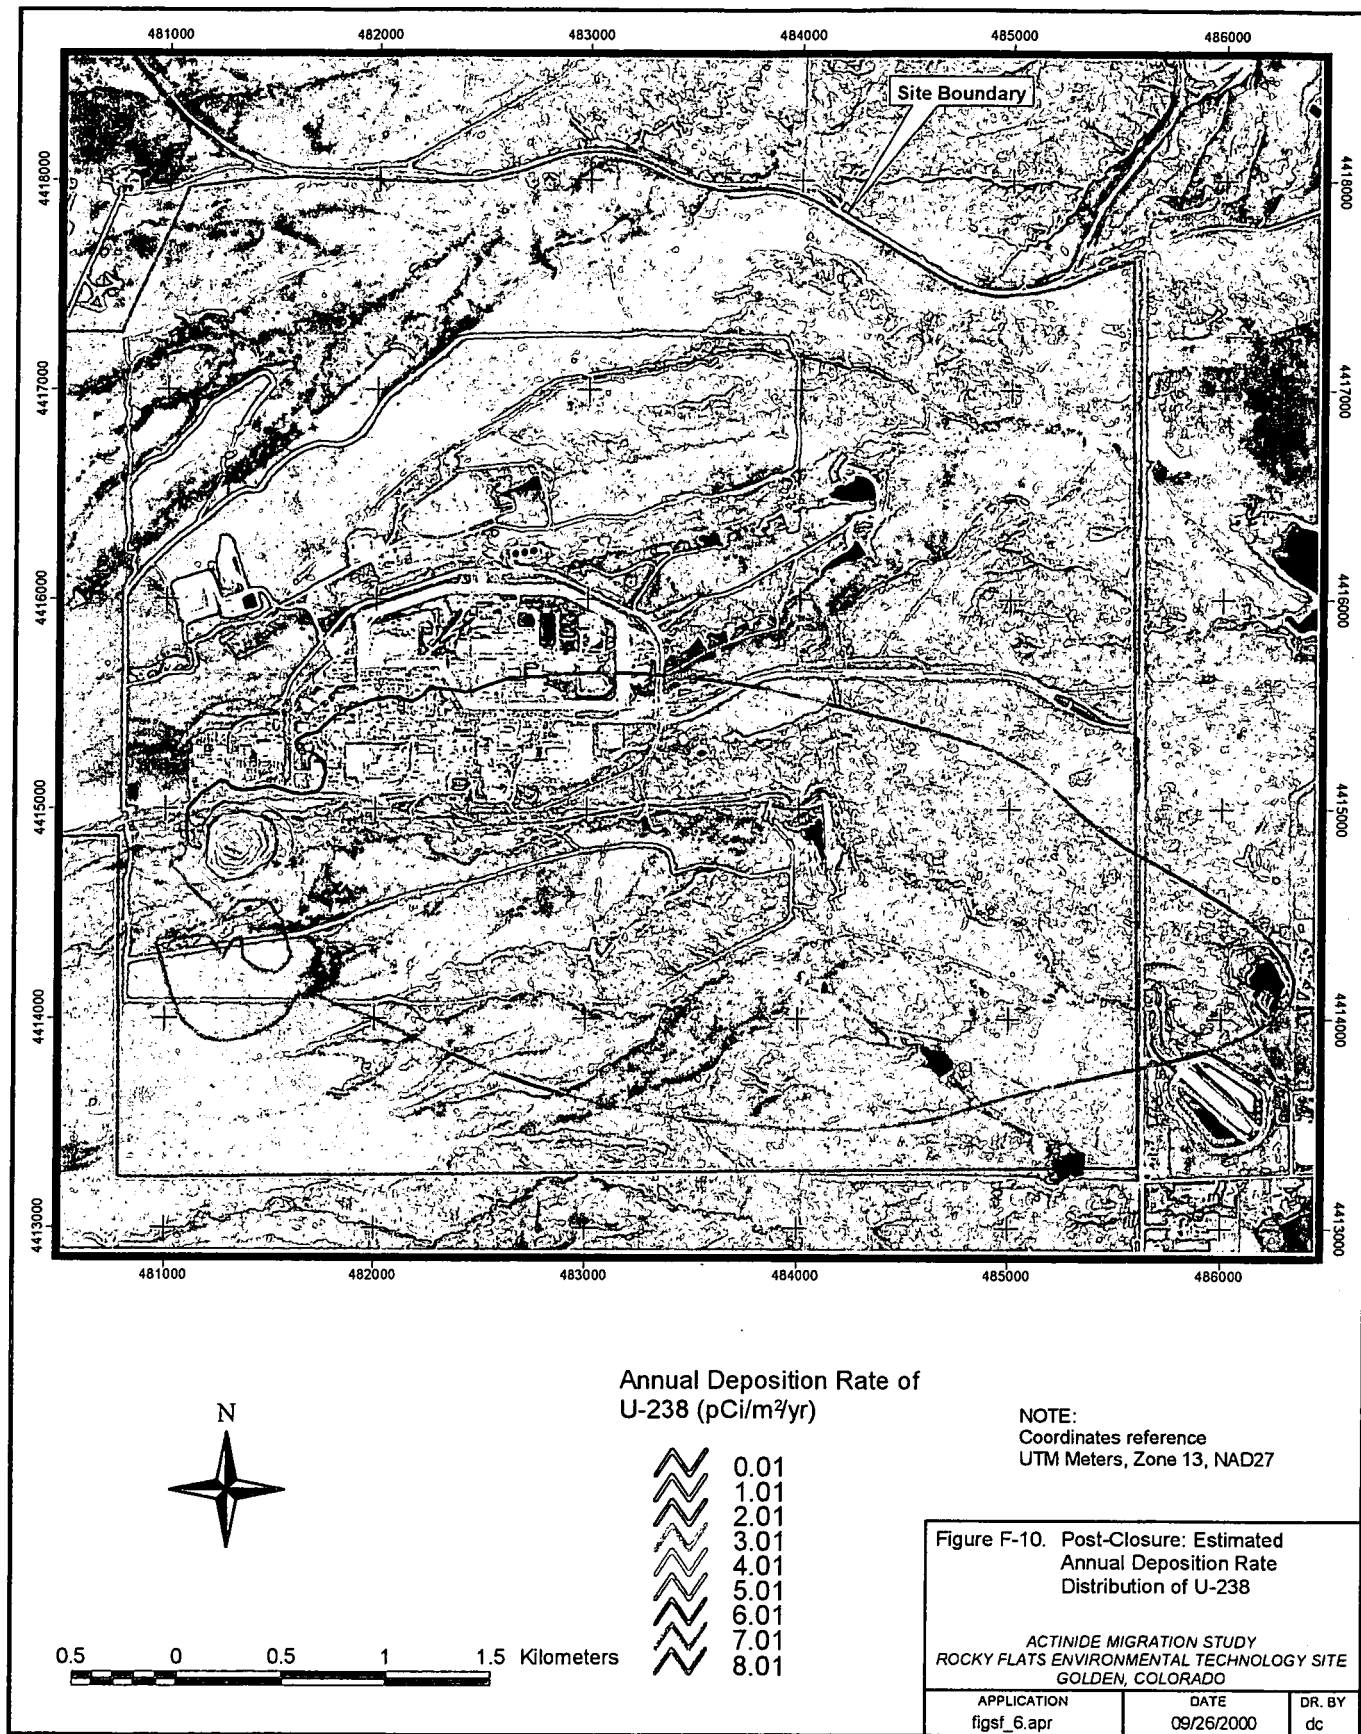 481000 482000 483000 484000 485000 486000
Site Boundary
4418000
4417000
4416000
4415000
4414000
4413000
4418000
4417000
4416000
4415000
4414000
4413000
481000 482000 483000 484000 485000 486000
Annual Deposition Rate of
U-238 (pCi/m²/yr)
0.01
1.01
2.01
3.01
4.01
5.01
6.01
7.01
8.01
NOTE:
Coordinates reference
UTM Meters, Zone 13, NAD27
N
0.5 0 0.5 1 1.5 Kilometers
Figure F-10. Post-Closure: Estimated
Annual Deposition Rate
Distribution of U-238
ACTINIDE MIGRATION STUDY
ROCKY FLATS ENVIRONMENTAL TECHNOLOGY SITE
GOLDEN, COLORADO
APPLICATION
figsf_6.apr
DATE
09/26/2000
DR. BY
dc